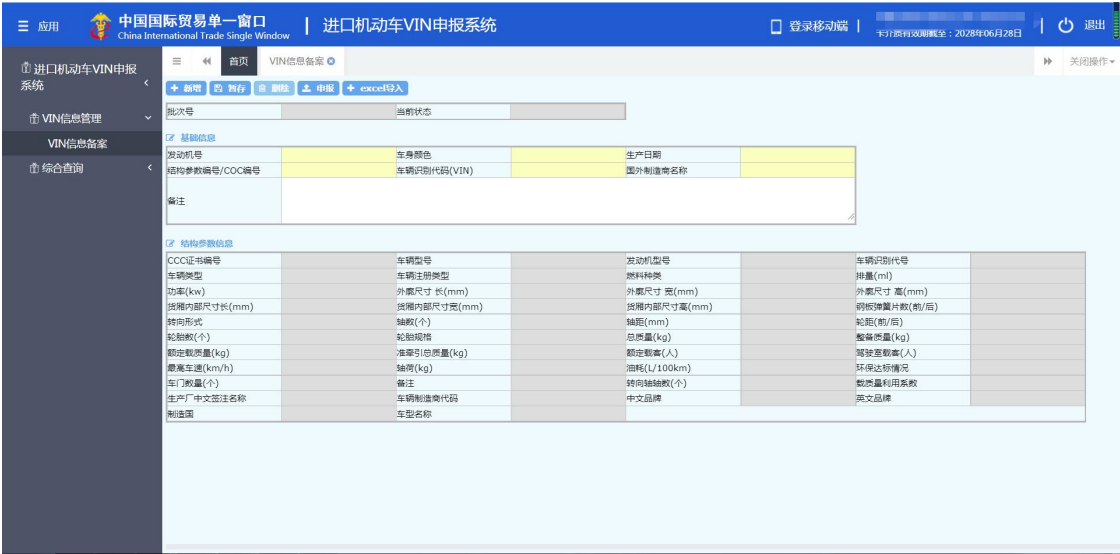 应用 中国国际贸易单一窗口 进口机动车VIN申报系统 登录移动端 退出
China International Trade Single Window 卡介质有效期截至：2028年06月28日
进口机动车VIN申报系统
VIN信息管理
VIN信息备案
综合查询
首页 VIN信息备案 关闭操作
新增 暂存 删除 申报 excel导入
批次号 当前状态
基础信息
发动机号 车身颜色 生产日期
结构参数编号/COC编号 车辆识别代码(VIN) 国外制造商名称
备注
结构参数信息
CCC证书编号 车辆型号 发动机型号 车辆识别代号
车辆类型 车辆注册类型 燃料种类 排量(ml)
功率(kw) 外廓尺寸 长(mm) 外廓尺寸 宽(mm) 外廓尺寸 高(mm)
货厢内部尺寸长(mm) 货厢内部尺寸宽(mm) 货厢内部尺寸高(mm) 钢板弹簧片数(前/后)
转向形式 轴数(个) 轴距(mm) 轮距(前/后)
轮胎数(个) 轮胎规格 总质量(kg) 整备质量(kg)
额定载质量(kg) 准牵引总质量(kg) 额定载客(人) 驾驶室载客(人)
最高车速(km/h) 轴荷(kg) 油耗(L/100km) 环保达标情况
车门数量(个) 备注 转向轴轴数(个) 载质量利用系数
生产厂中文签注名称 车辆制造商代码 中文品牌 英文品牌
制造国 车型名称